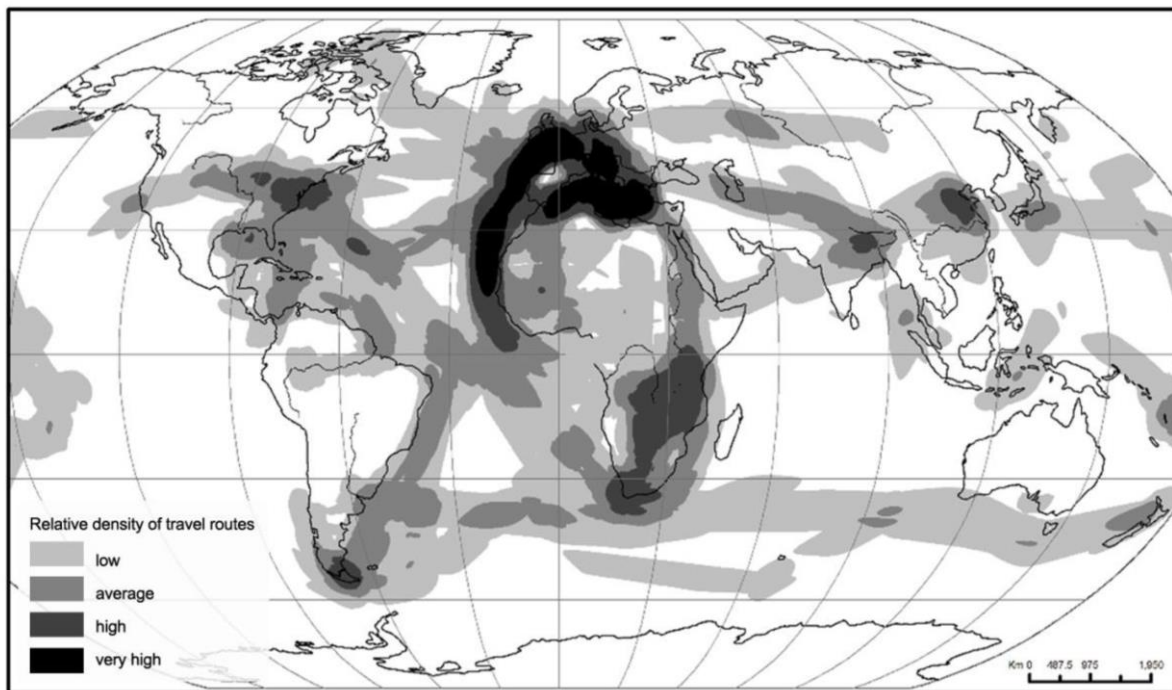 Relative density of travel routes
low
average
high
very high
Km 0 487.5 975 1,950